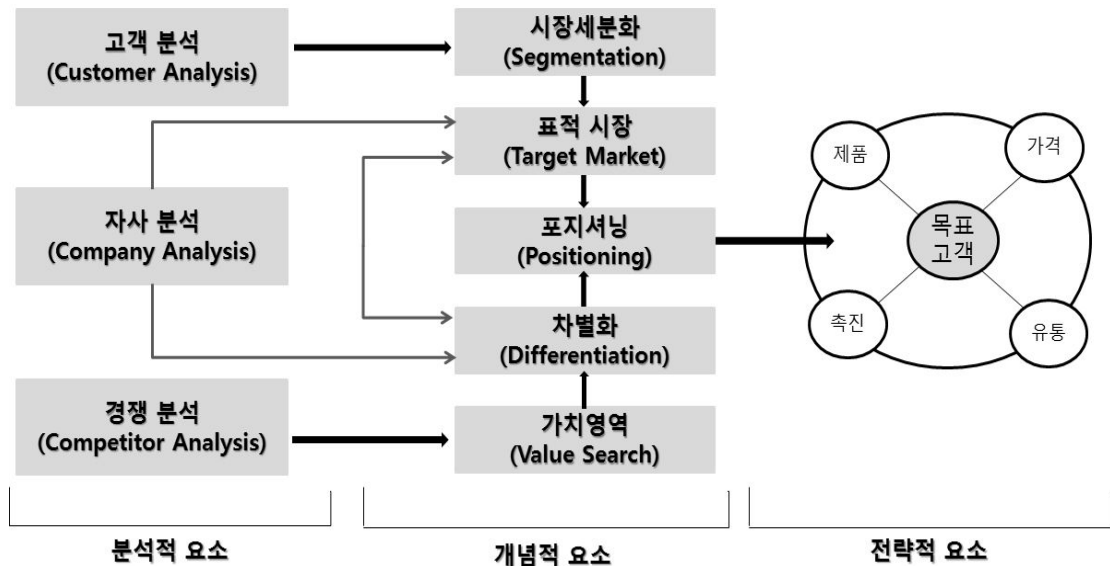 고객 분석
(Customer Analysis)
자사 분석
(Company Analysis)
경쟁 분석
(Competitor Analysis)
분석적 요소
시장세분화
(Segmentation)
표적 시장
(Target Market)
포지셔닝
(Positioning)
차별화
(Differentiation)
가치영역
(Value Search)
개념적 요소
제품
가격
목표
고객
촉진
유통
전략적 요소